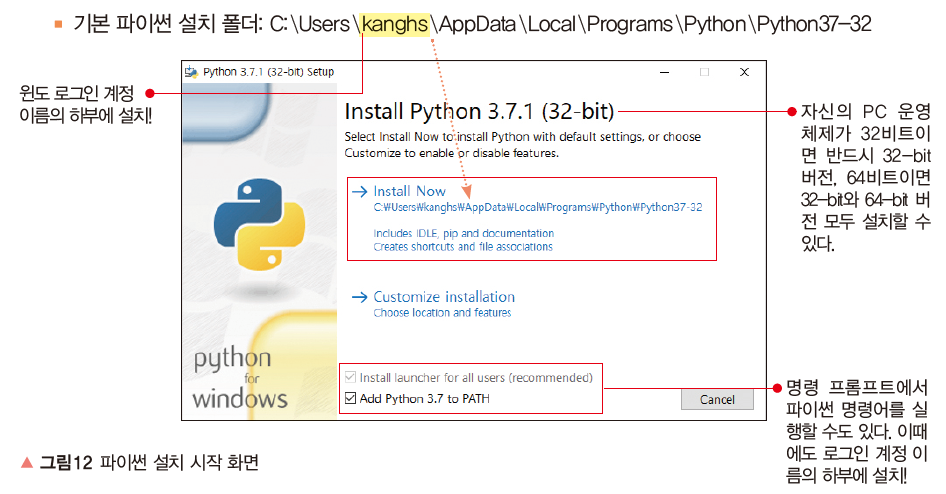 ▪ 기본 파이썬 설치 폴더: C:\Users\kanghs\AppData\Local\Programs\Python\Python37-32
윈도 로그인 계정
이름의 하부에 설치!
Python 3.7.1 (32-bit) Setup
Install Python 3.7.1 (32-bit)
Select Install Now to install Python with default settings, or choose
Customize to enable or disable features.
→ Install Now
C:₩Users₩kanghs₩AppData₩Local₩Programs₩Python₩Python37-32
Includes IDLE, pip and documentation
Creates shortcuts and file associations
→ Customize installation
Choose location and features
python
for
windows
Install launcher for all users (recommended)
Add Python 3.7 to PATH
Cancel
자신의 PC 운영
체제가 32비트이
면 반드시 32-bit
버전, 64비트이면
32-bit와 64-bit 버
전 모두 설치할 수
있다.
명령 프롬프트에서
파이썬 명령어를 실
행할 수도 있다. 이때
에도 로그인 계정 이
름의 하부에 설치!
▲ 그림12 파이썬 설치 시작 화면